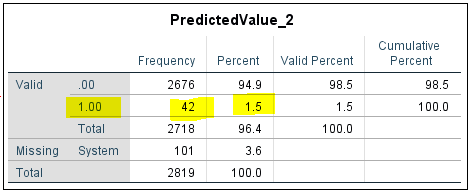 PredictedValue_2
Frequency Percent Valid Percent Cumulative Percent
Valid .00 2676 94.9 98.5 98.5
1.00 42 1.5 1.5 100.0
Total 2718 96.4 100.0
Missing System 101 3.6
Total 2819 100.0